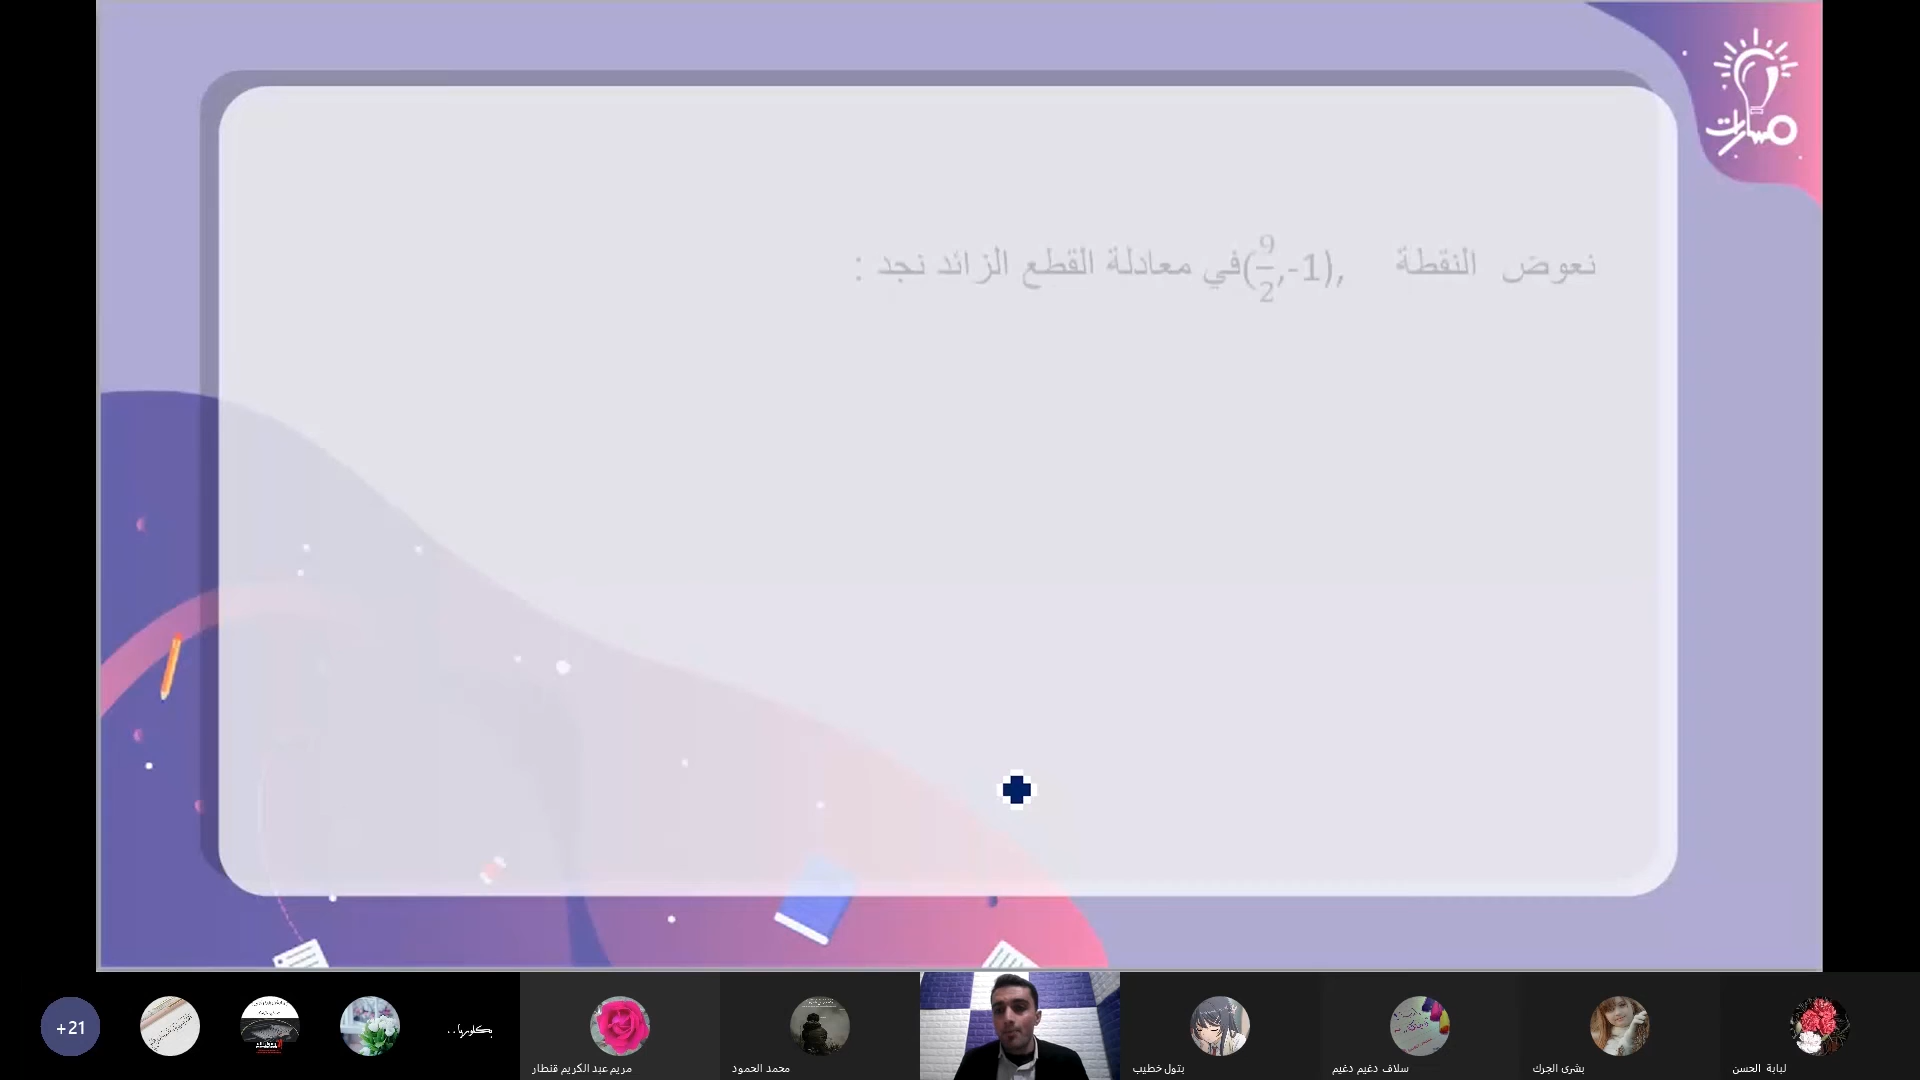 مسارات
نعوض النقطة ,(9/2,-1)في معادلة القطع الزائد نجد :
+21
بكلوريا..
مريم عبد الكريم قنطار
محمد الحمود
بتول خطيب
سلاف دغيم دغيم
بشرى الجرك
لبابة الحسن